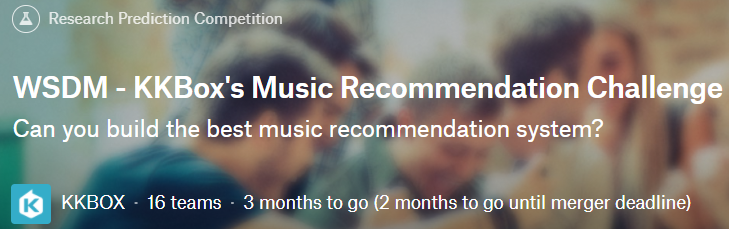 Research Prediction Competition
WSDM - KKBox's Music Recommendation Challenge
Can you build the best music recommendation system?
KKBOX · 16 teams · 3 months to go (2 months to go until merger deadline)